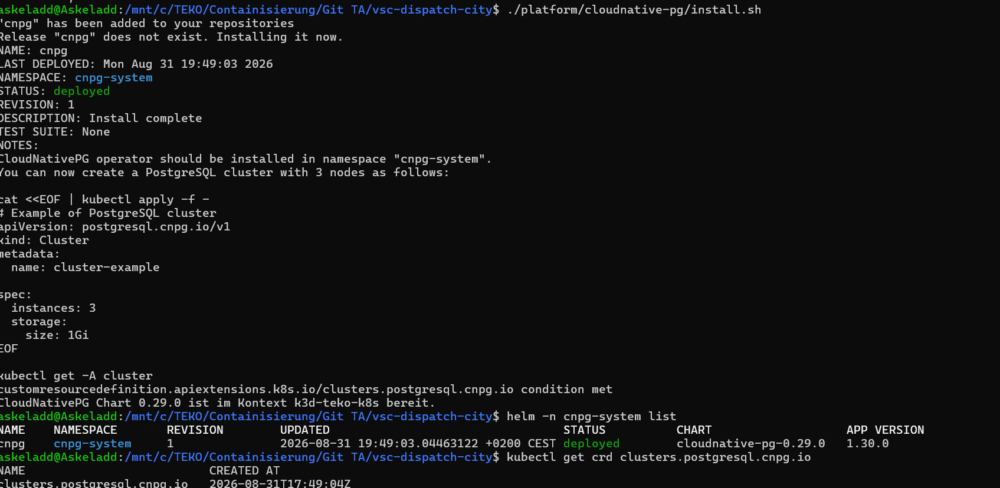 askeladd@Askeladd:/mnt/c/TEKO/Containisierung/Git TA/vsc-dispatch-city$ ./platform/cloudnative-pg/install.sh
"cnpg" has been added to your repositories
Release "cnpg" does not exist. Installing it now.
NAME: cnpg
LAST DEPLOYED: Mon Aug 31 19:49:03 2026
NAMESPACE: cnpg-system
STATUS: deployed
REVISION: 1
DESCRIPTION: Install complete
TEST SUITE: None
NOTES:
CloudNativePG operator should be installed in namespace "cnpg-system".
You can now create a PostgreSQL cluster with 3 nodes as follows:
cat <<EOF | kubectl apply -f -
# Example of PostgreSQL cluster
apiVersion: postgresql.cnpg.io/v1
kind: Cluster
metadata:
  name: cluster-example
spec:
  instances: 3
  storage:
    size: 1Gi
EOF
kubectl get -A cluster
customresourcedefinition.apiextensions.k8s.io/clusters.postgresql.cnpg.io condition met
CloudNativePG Chart 0.29.0 ist im Kontext k3d-teko-k8s bereit.
askeladd@Askeladd:/mnt/c/TEKO/Containisierung/Git TA/vsc-dispatch-city$ helm -n cnpg-system list
NAME    NAMESPACE       REVISION        UPDATED                                 STATUS          CHART                   APP VERSION
cnpg    cnpg-system     1               2026-08-31 19:49:03.04463122 +0200 CEST deployed        cloudnative-pg-0.29.0   1.30.0
askeladd@Askeladd:/mnt/c/TEKO/Containisierung/Git TA/vsc-dispatch-city$ kubectl get crd clusters.postgresql.cnpg.io
NAME                          CREATED AT
clusters.postgresql.cnpg.io   2026-08-31T17:49:04Z